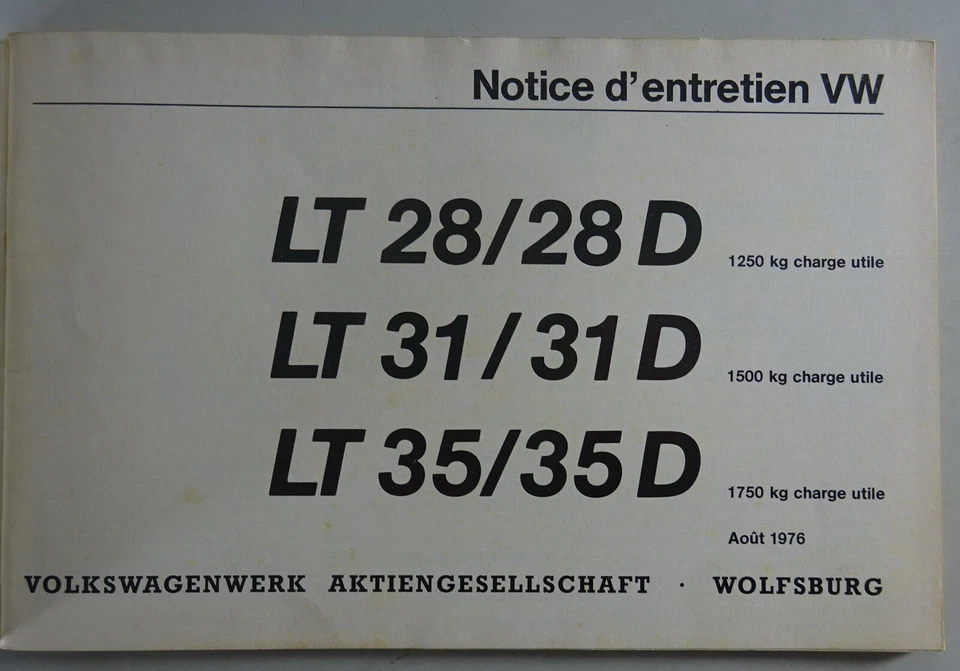 Notice d'entretien VW
LT 28/28 D 1250 kg charge utile
LT 31/31 D 1500 kg charge utile
LT 35/35 D 1750 kg charge utile
Août 1976
VOLKSWAGENWERK AKTIENGESELLSCHAFT · WOLFSBURG